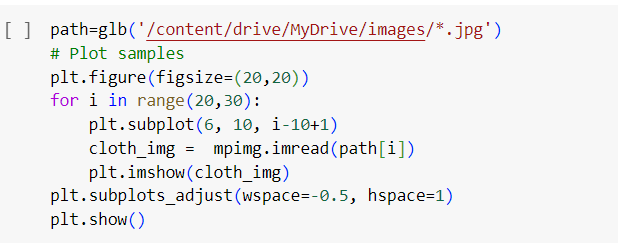 [ ] path=glb('/content/drive/MyDrive/images/*.jpg')
# Plot samples
plt.figure(figsize=(20,20))
for i in range(20,30):
    plt.subplot(6, 10, i-10+1)
    cloth_img =  mpimg.imread(path[i])
    plt.imshow(cloth_img)
plt.subplots_adjust(wspace=-0.5, hspace=1)
plt.show()